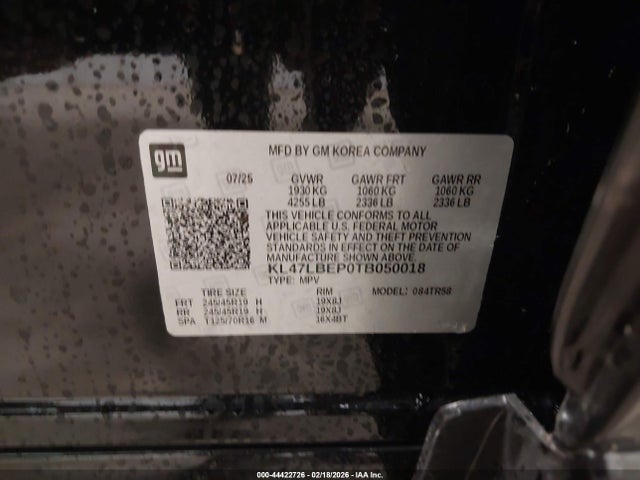 gm
MFD BY GM KOREA COMPANY
07/25 GVWR GAWR FRT GAWR RR
1930 KG 1060 KG 1060 KG
4255 LB 2336 LB 2336 LB
THIS VEHICLE CONFORMS TO ALL
APPLICABLE U.S. FEDERAL MOTOR
VEHICLE SAFETY AND THEFT PREVENTION
STANDARDS IN EFFECT ON THE DATE OF
MANUFACTURE SHOWN ABOVE.
KL47LBEP0TB050018
TYPE: MPV
TIRE SIZE RIM MODEL: 084TR58
FRT 245/45R19 H 19X8J
RR 245/45R19 H 19X8J
SPA T125/70R16 M 16X4BT
000-44422726 - 02/18/2026 - IAA Inc.